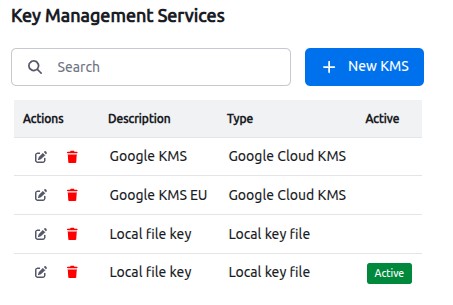 Key Management Services
Search
New KMS
Actions Description Type Active
Google KMS Google Cloud KMS
Google KMS EU Google Cloud KMS
Local file key Local key file
Local file key Local key file Active